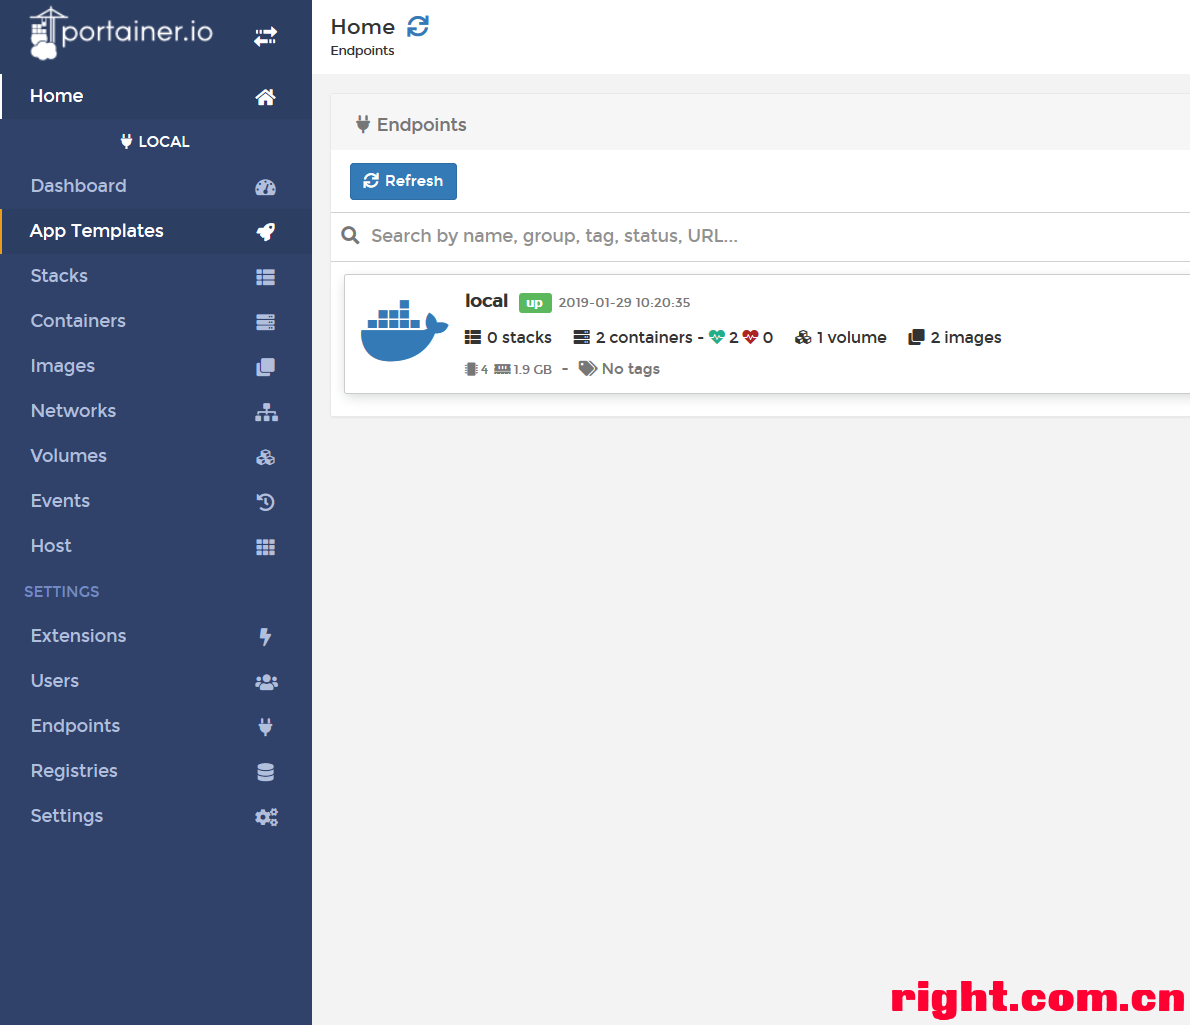 portainer.io
Home
LOCAL
Dashboard
App Templates
Stacks
Containers
Images
Networks
Volumes
Events
Host
SETTINGS
Extensions
Users
Endpoints
Registries
Settings
Home
Endpoints
Endpoints
Refresh
Search by name, group, tag, status, URL...
local up 2019-01-29 10:20:35
0 stacks 2 containers - 2 0 1 volume 2 images
4 1.9 GB - No tags
right.com.cn